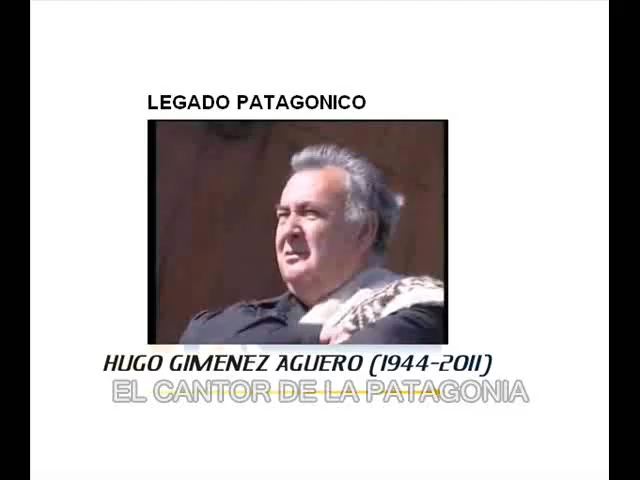 LEGADO PATAGONICO
HUGO GIMENEZ AGUERO (1944-2011)
EL CANTOR DE LA PATAGONIA